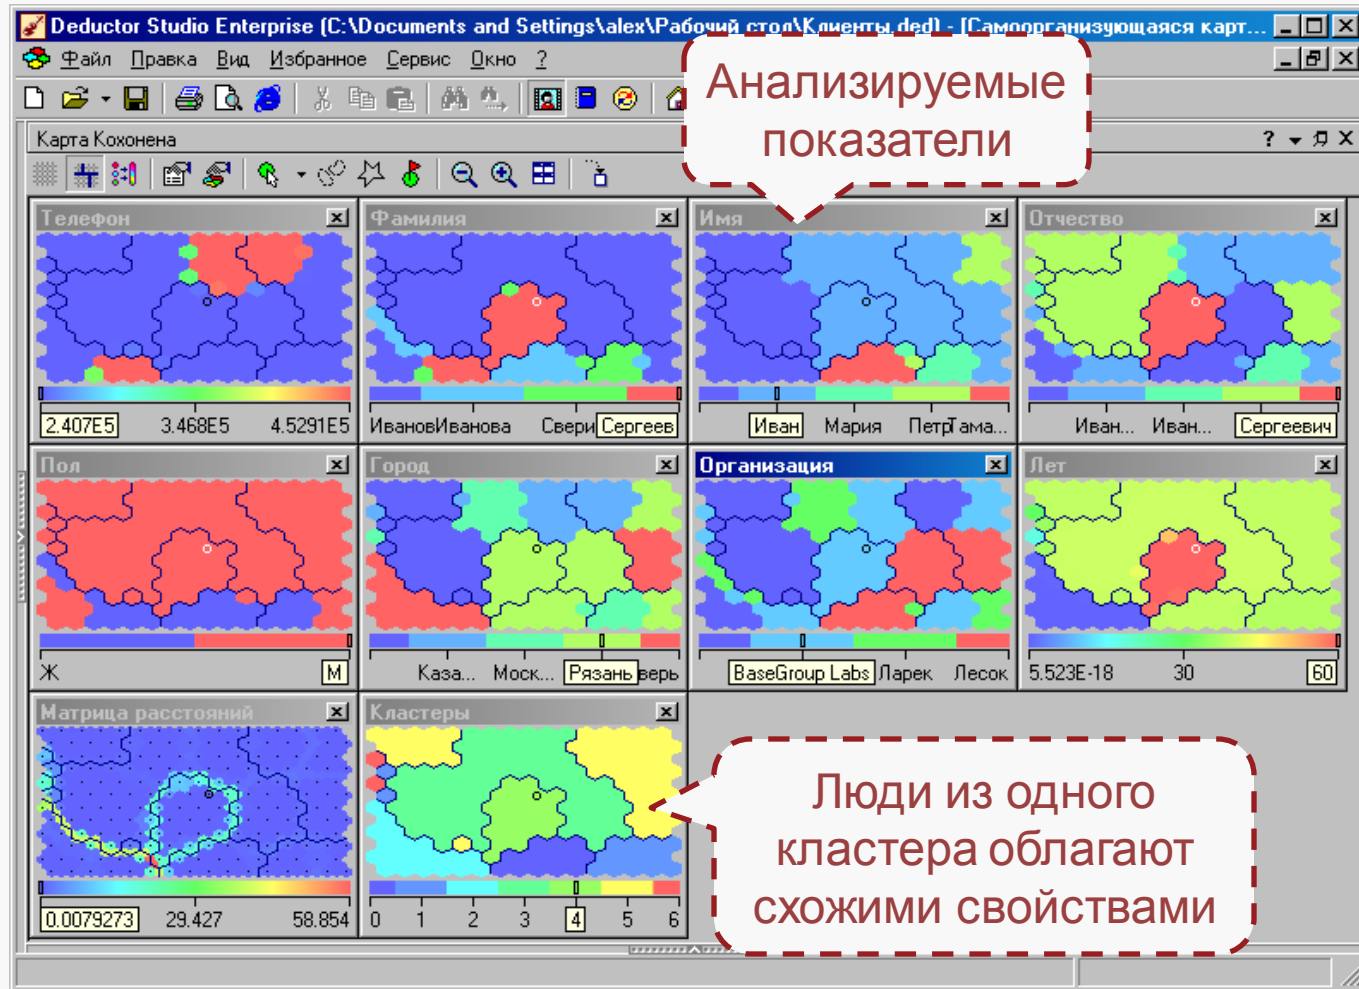 Deductor Studio Enterprise (C:\Documents and Settings\alex\Рабочий стол\Клиенты.ded) - [Самоорганизующаяся карт...
Файл Правка Вид Избранное Сервис Окно ?
Анализируемые
показатели
Карта Кохонена
Телефон Фамилия Имя Отчество
2.407E5 3.468E5 4.5291E5 Иванов Иванова Свери Сергеев Иван Мария Петр Тама... Иван... Иван... Сергеевич
Пол Город Организация Лет
Ж М Каза... Моск... Рязань верь BaseGroup Labs Ларек Лесок 5.523E-18 30 60
Матрица расстояний Кластеры
0.0079273 29.427 58.854 0 1 2 3 4 5 6
Люди из одного
кластера облагают
схожими свойствами